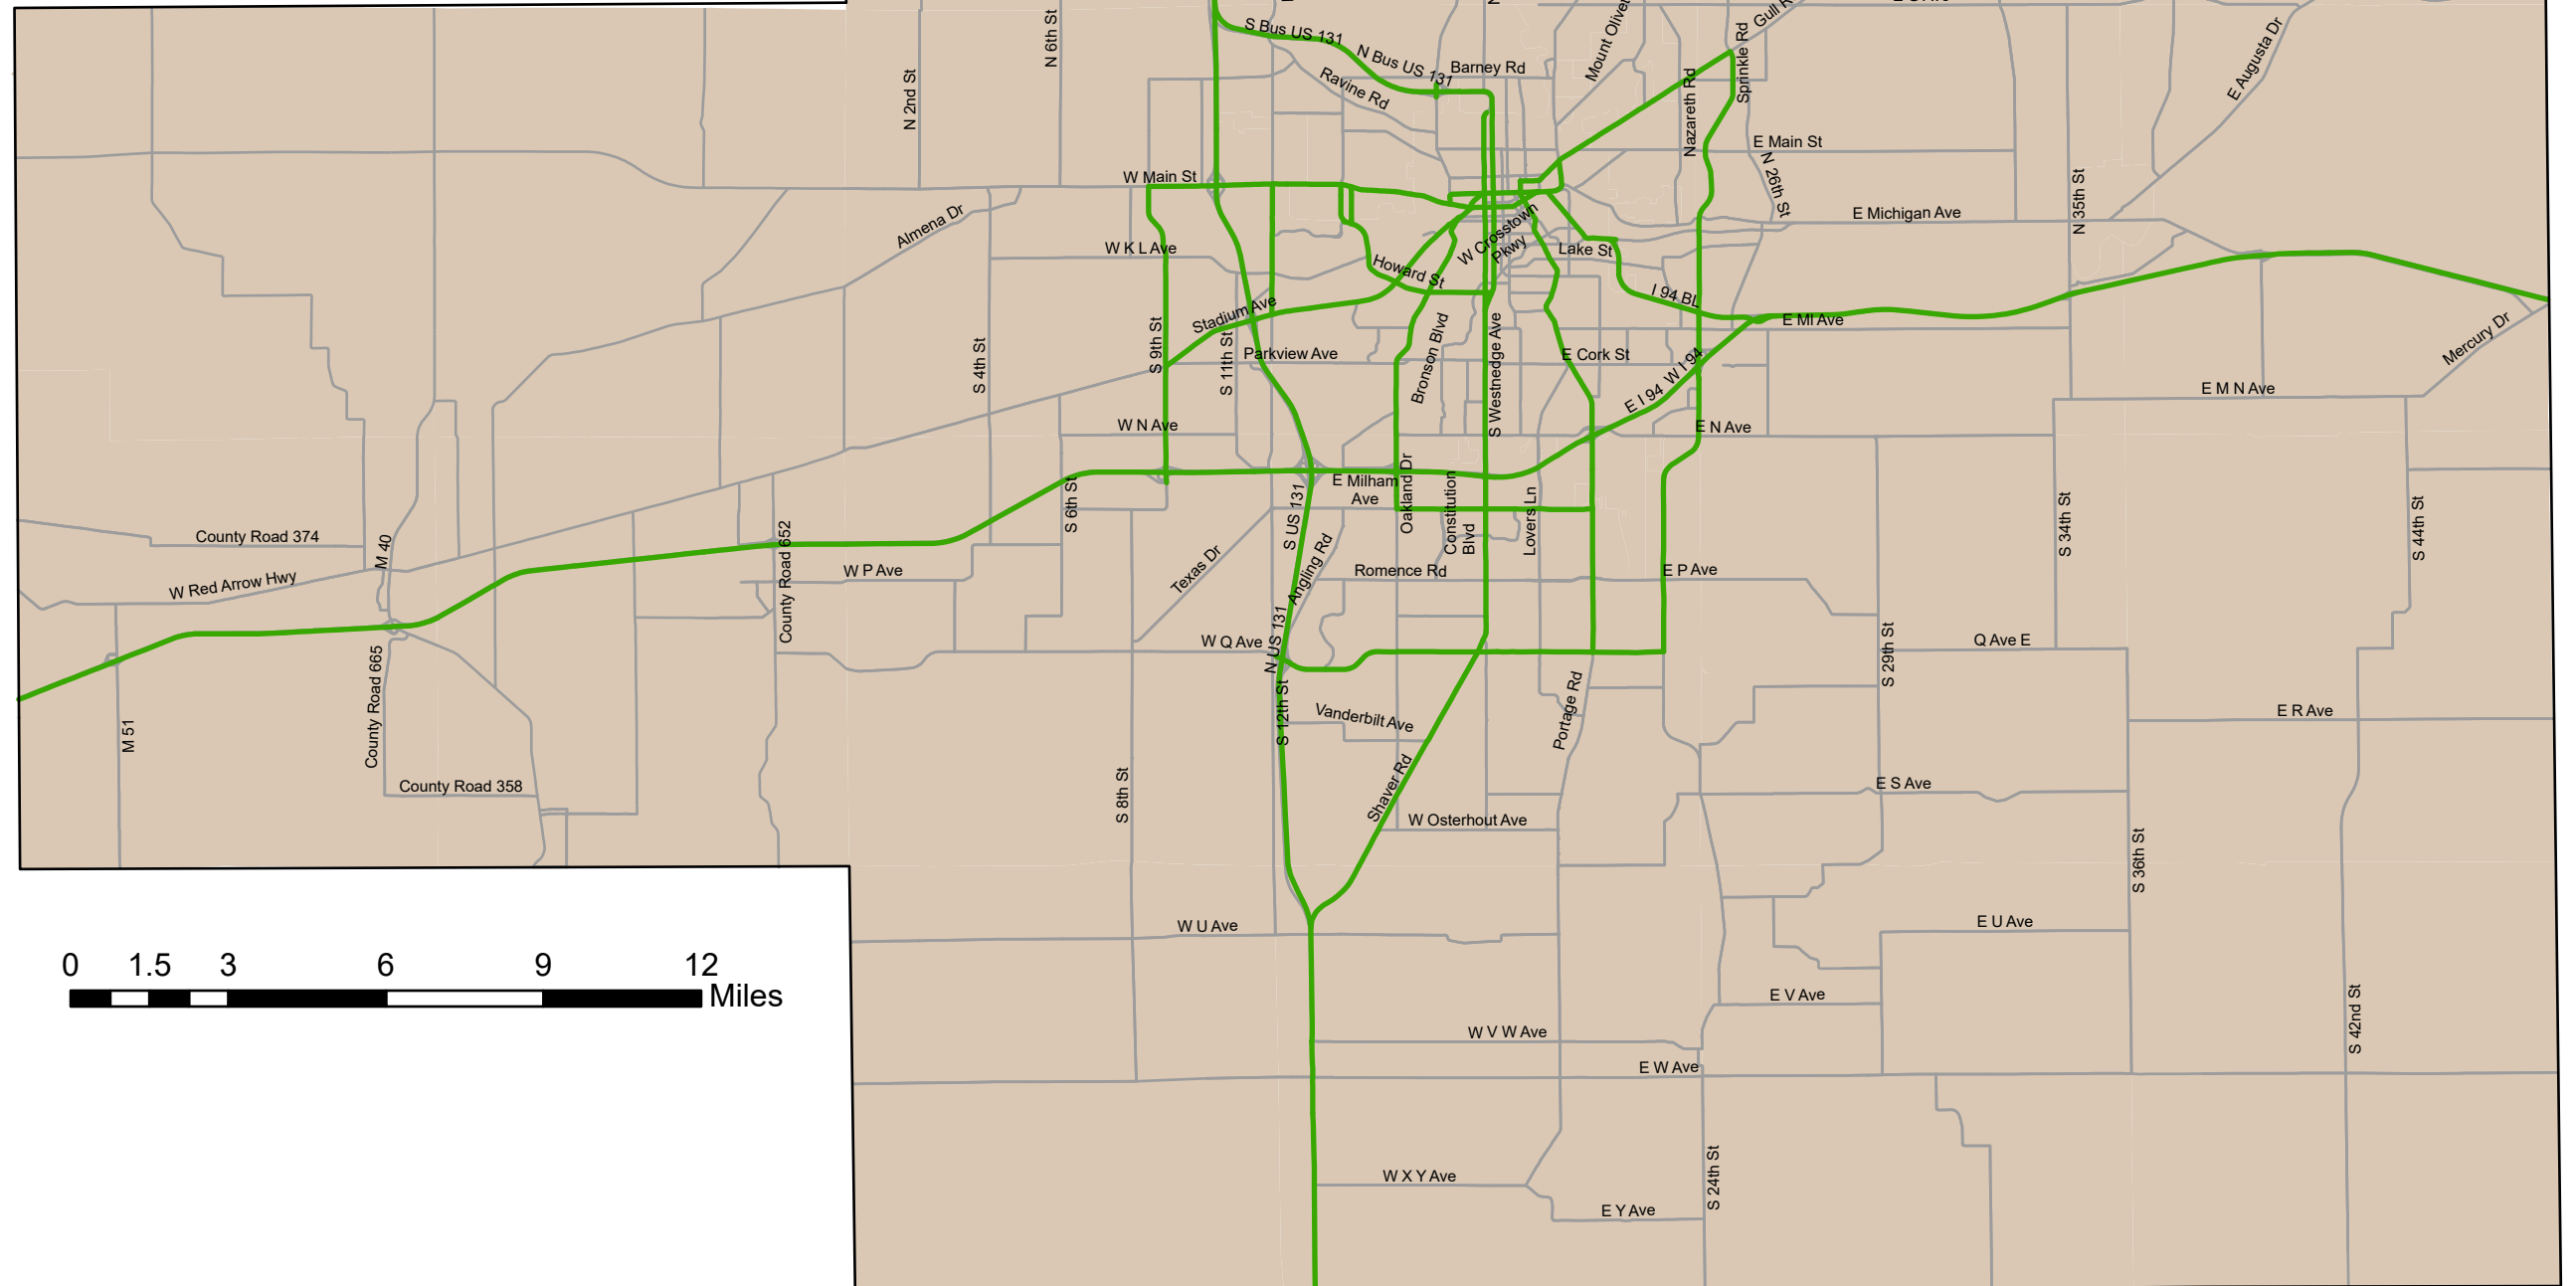 S Bus US 131
N Bus US 131
Barney Rd
Ravine Rd
Mount Olivet
Gull R
Sprinkle Rd
Nazareth Rd
E Augusta Dr
N 6th St
N 2nd St
E Main St
N 26th St
N 35th St
W Main St
Almena Dr
E Michigan Ave
W K L Ave
W Crosstown
Pkwy
Lake St
Howard St
I 94 BL
E MI Ave
Stadium Ave
Mercury Dr
S 9th St
S 11th St
S 4th St
Parkview Ave
Bronson Blvd
S Westnedge Ave
E Cork St
E I 94
W I 94
E M N Ave
W N Ave
E N Ave
E Milham
Ave
Oakland Dr
Constitution
Blvd
Lovers Ln
S 6th St
S US 131
S 34th St
S 44th St
County Road 374
M 40
County Road 652
W P Ave
Texas Dr
Angling Rd
Romence Rd
E P Ave
W Red Arrow Hwy
W Q Ave
N US 131
Q Ave E
S 29th St
County Road 665
M 51
S 12th St
Vanderbilt Ave
Portage Rd
E R Ave
County Road 358
S 8th St
Shaver Rd
W Osterhout Ave
E S Ave
S 36th St
W U Ave
E U Ave
0 1.5 3 6 9 12
Miles
E V Ave
S 42nd St
W V W Ave
E W Ave
W X Y Ave
S 24th St
E Y Ave